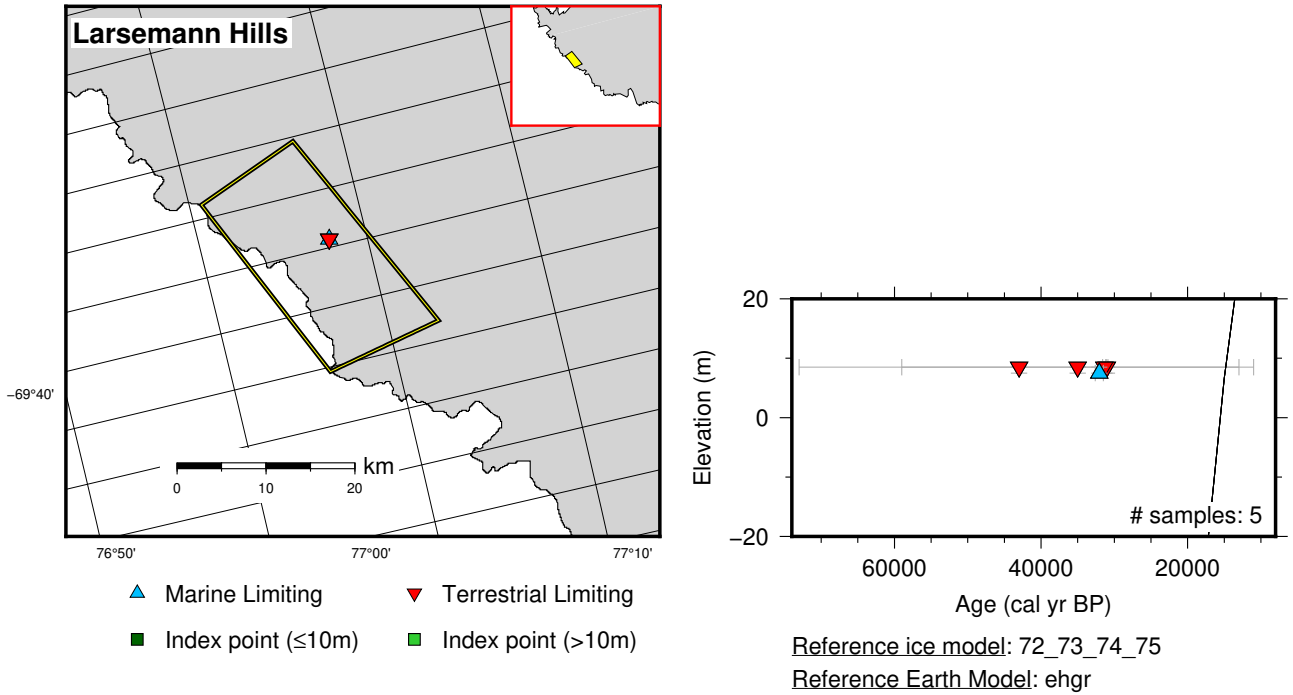 Larsemann Hills
−69°40'
km
0 10 20
76°50' 77°00' 77°10'
Marine Limiting
Terrestrial Limiting
Index point (≤10m)
Index point (>10m)
20
0
−20
Elevation (m)
# samples: 5
60000 40000 20000
Age (cal yr BP)
Reference ice model: 72_73_74_75
Reference Earth Model: ehgr